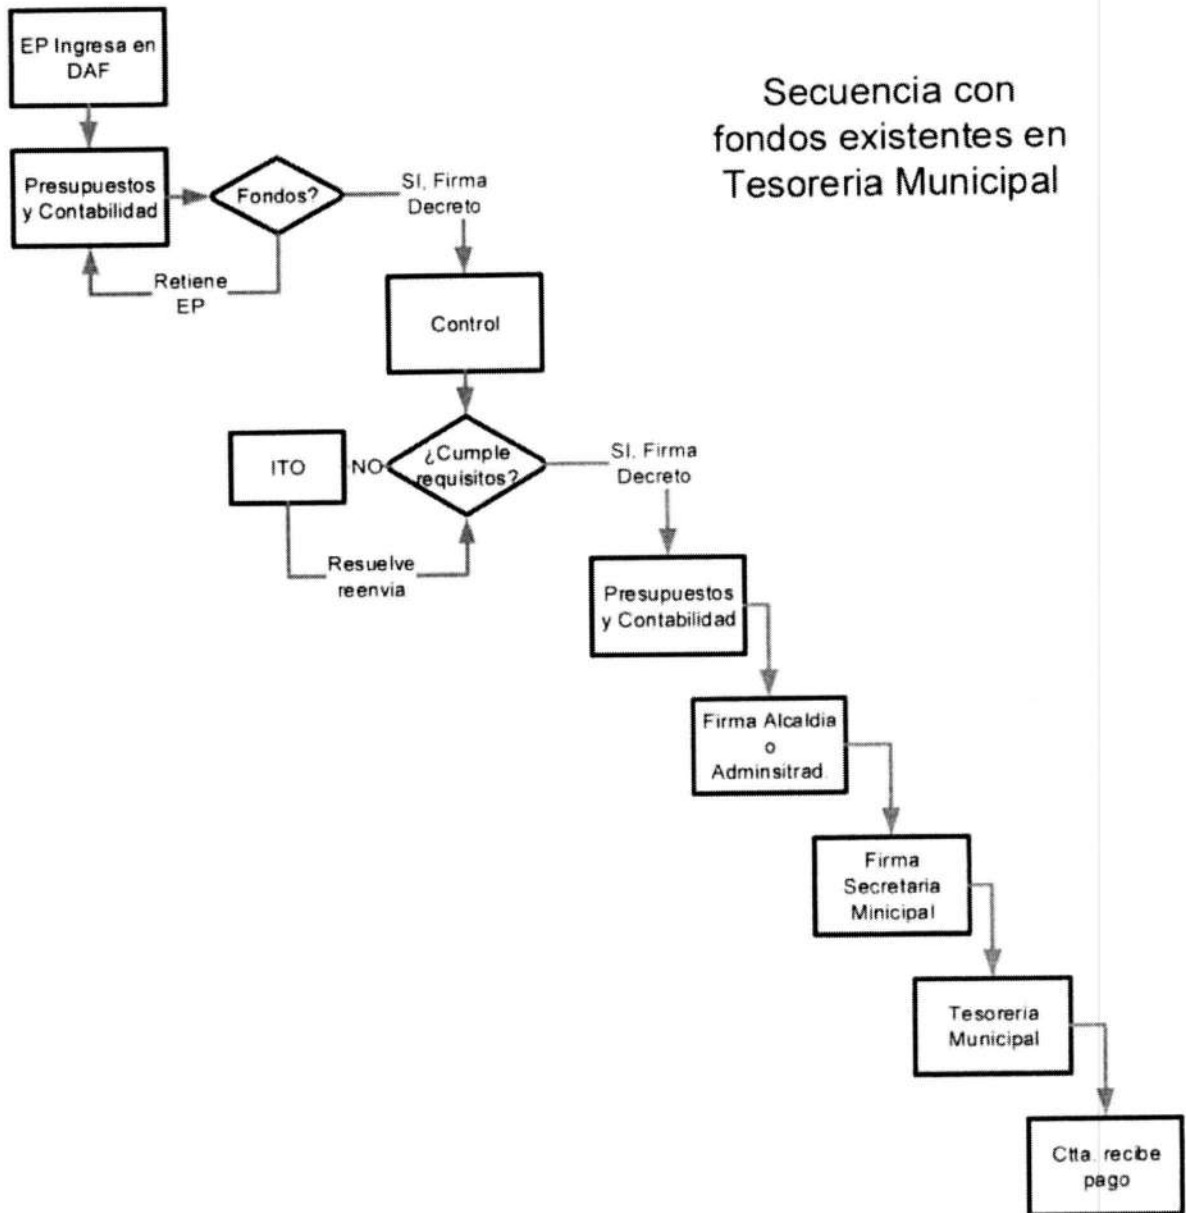 EP Ingresa en
DAF
Secuencia con
fondos existentes en
Tesoreria Municipal
Presupuestos
y Contabilidad
Fondos?
SI, Firma
Decreto
Retiene
EP
Control
ITO
NO
¿Cumple
requisitos?
SI, Firma
Decreto
Resuelve
reenvia
Presupuestos
y Contabilidad
Firma Alcaldia
o
Adminsitrad.
Firma
Secretaria
Minicipal
Tesoreria
Municipal
Ctta. recibe
pago